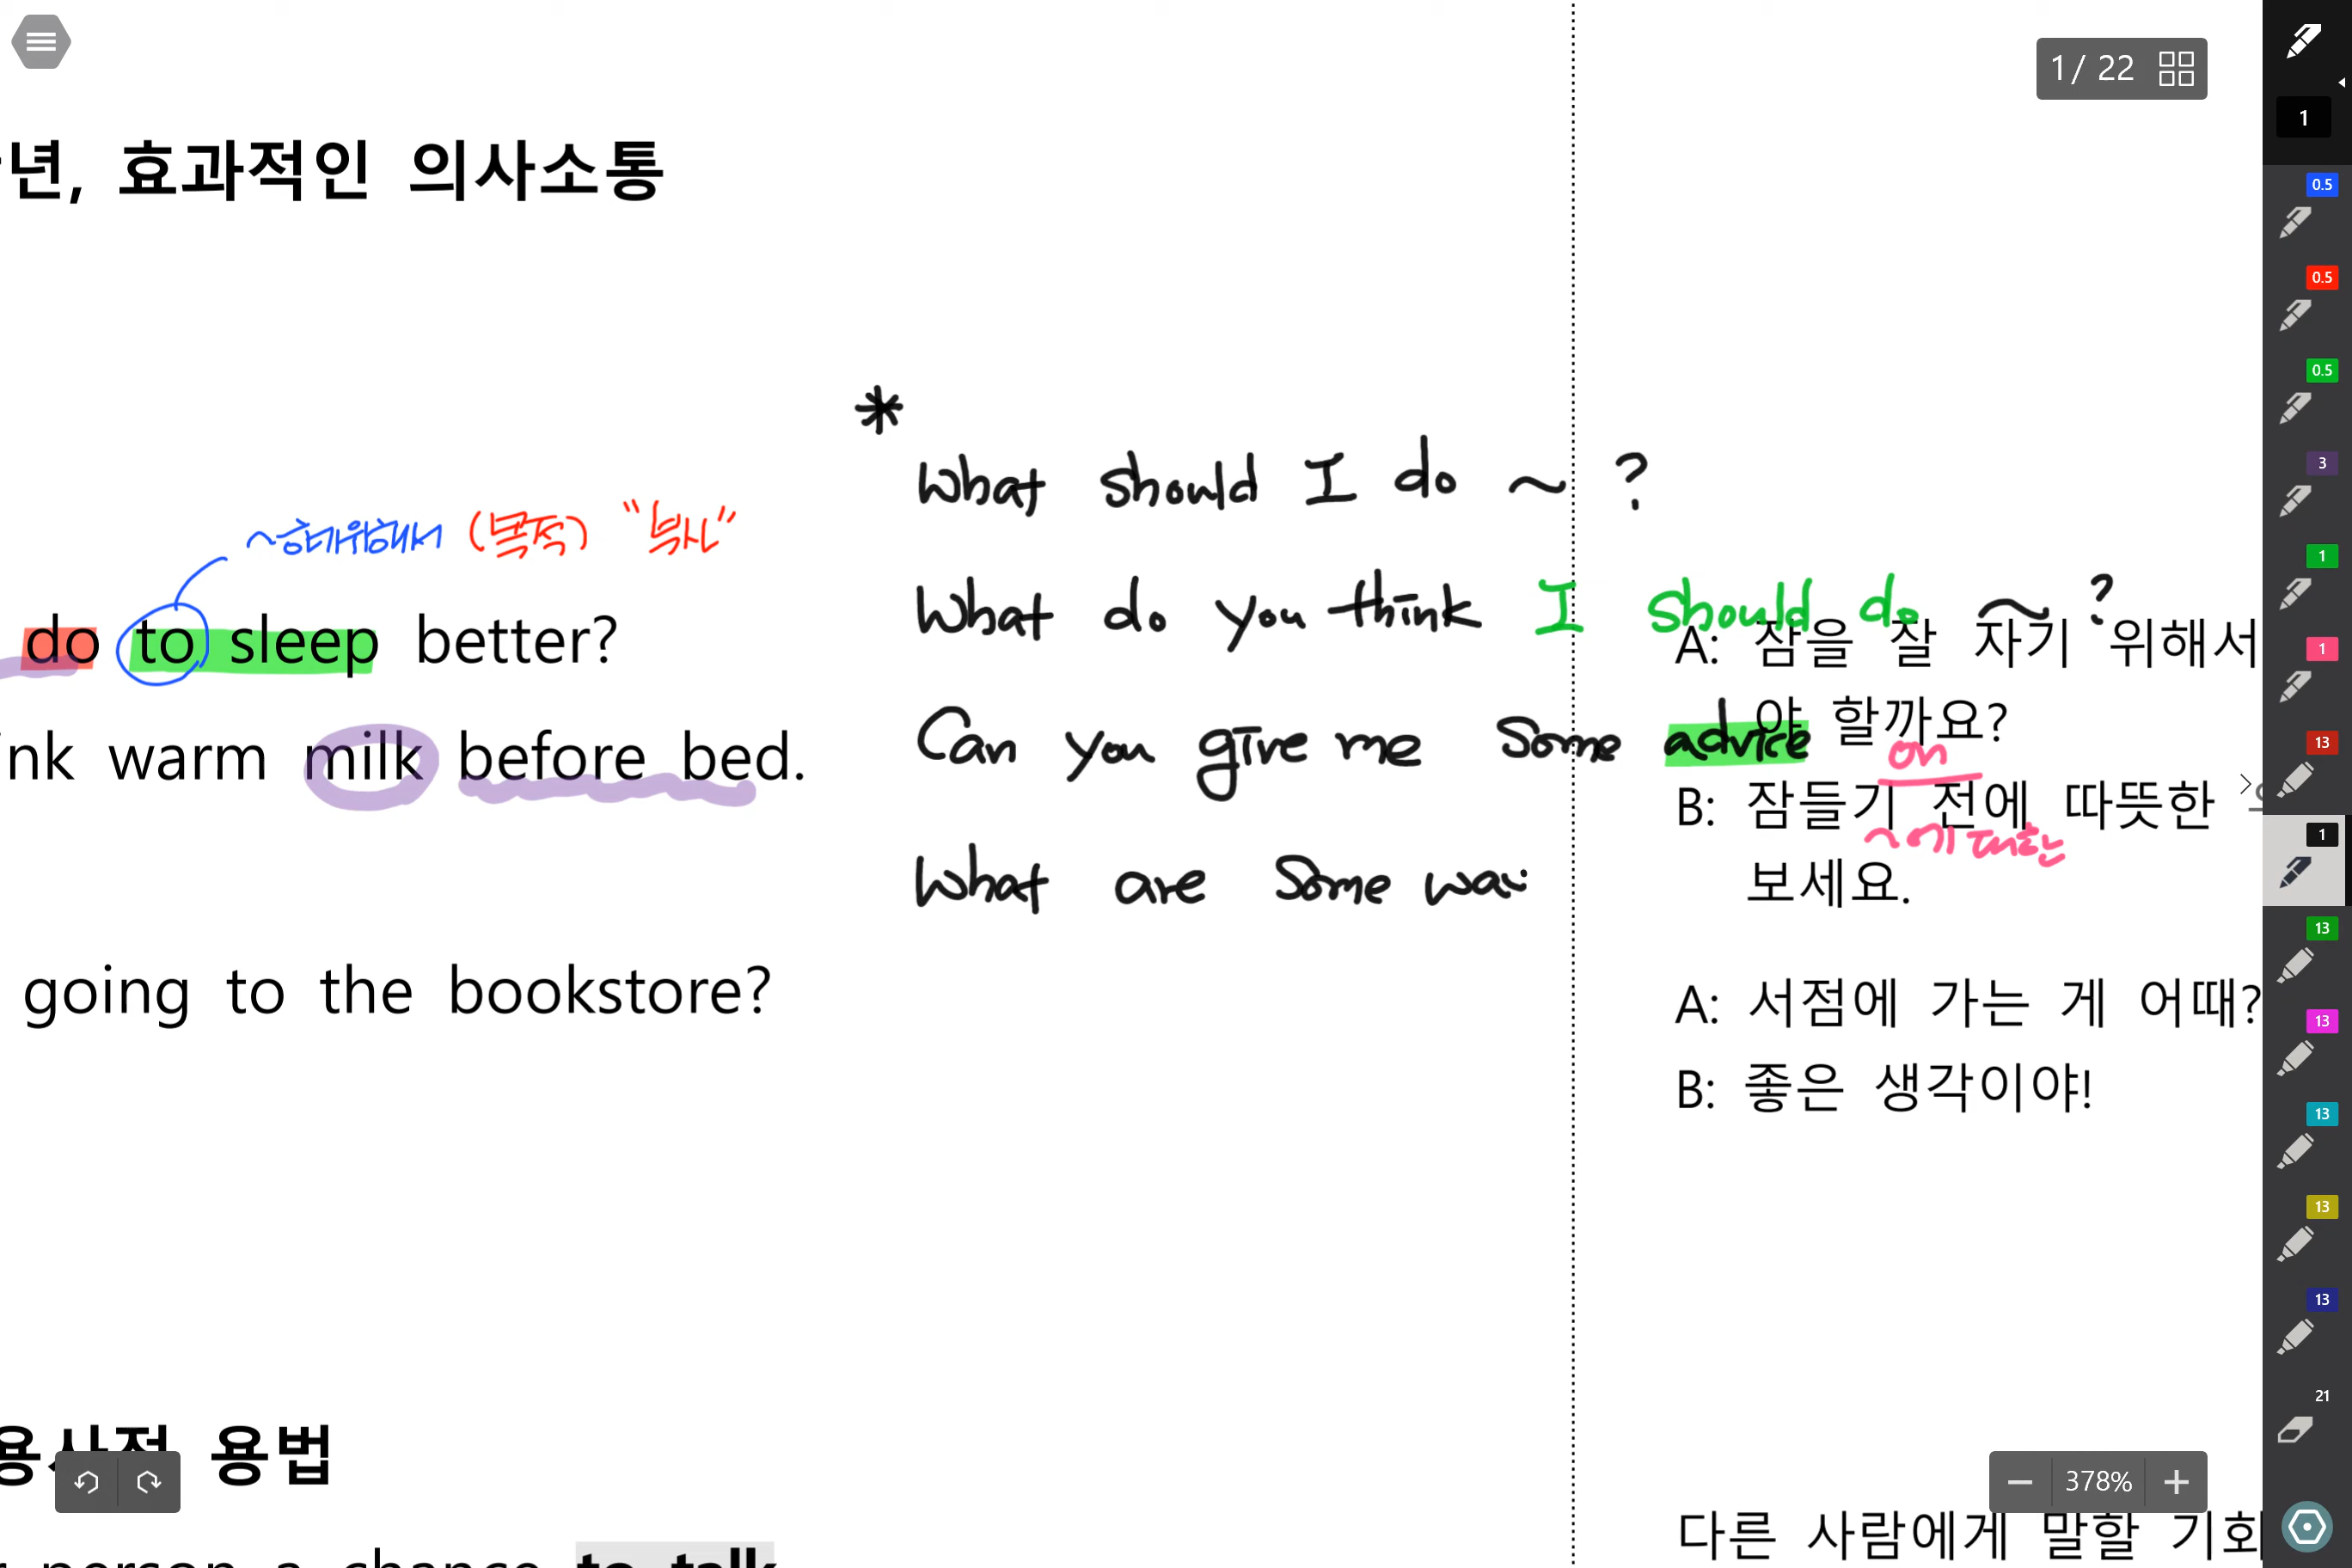 1/ 22
년, 효과적인 의사소통
*
What should I do ~ ?
~하기위해서 (목적) "부사"
What do you think I should do ~ ?
do to sleep better?
Can you give me some advice on
~에 대한
ink warm milk before bed.
What are some way
going to the bookstore?
A: 잠을 잘 자기 위해서
야 할까요?
B: 잠들기 전에 따뜻한
보세요.
A: 서점에 가는 게 어때?
B: 좋은 생각이야!
용사적 용법
person a chance to talk
다른 사람에게 말할 기회
378%
1
0.5
0.5
0.5
3
1
1
13
1
13
13
13
13
13
21